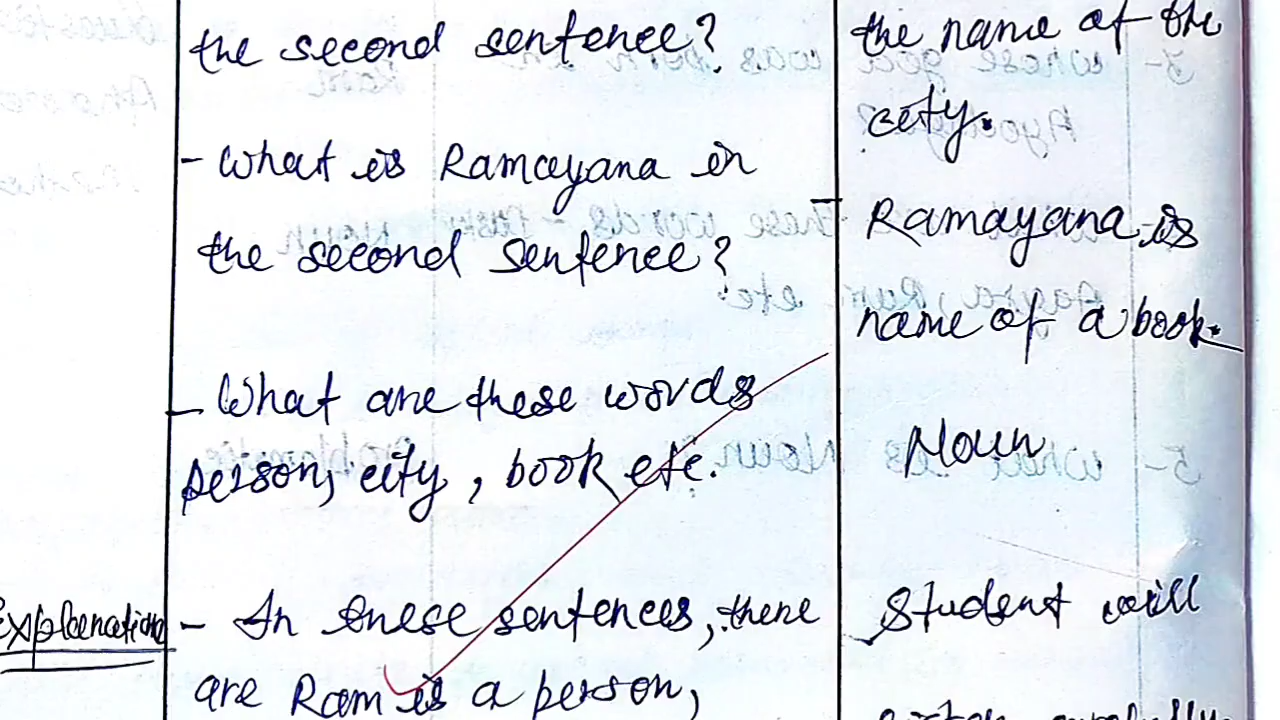 the second sentence?
- What is Ramayana in
the second sentence?
- What are these words
person, city, book etc.
Explanation
- In these sentences, there
are Ram is a person,
the name of the
city.
- Ramayana is
name of a book.
Noun
Student will